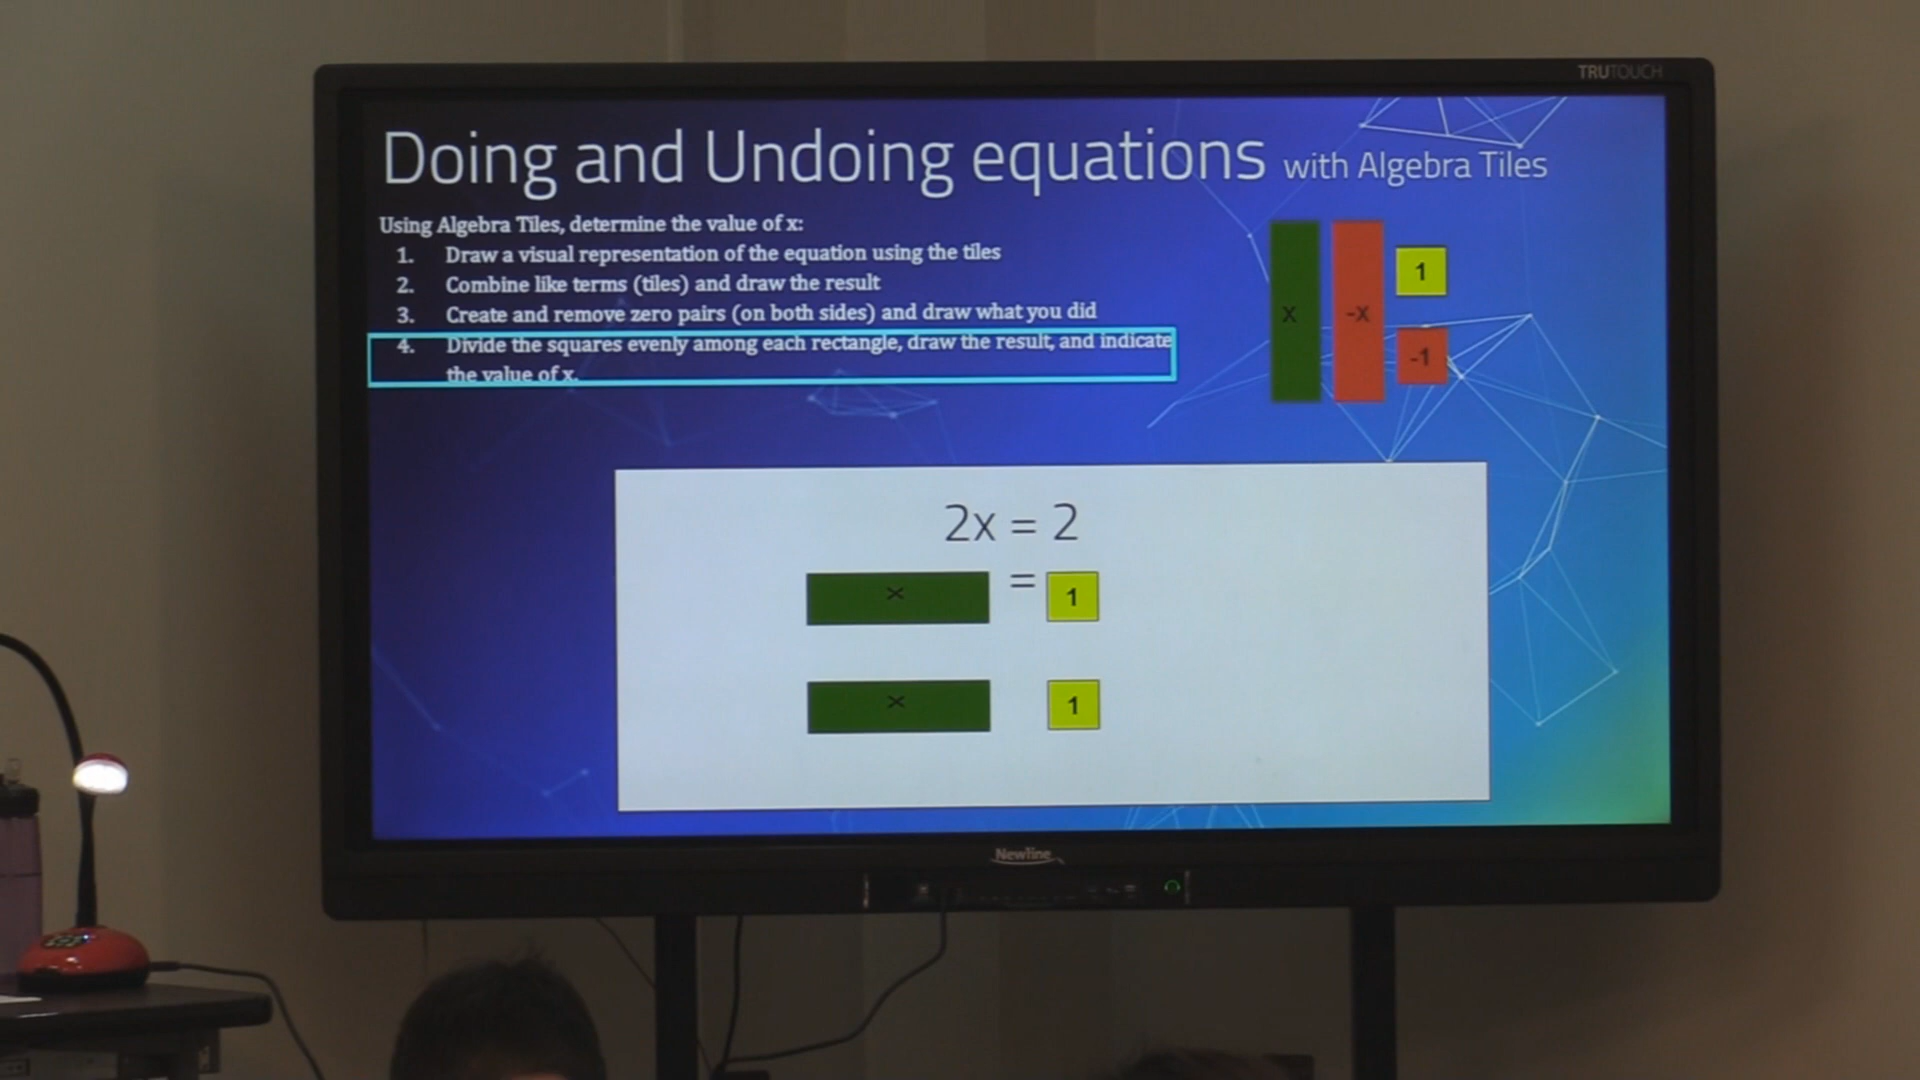 TRUTOUCH
Doing and Undoing equations with Algebra Tiles
Using Algebra Tiles, determine the value of x:
1. Draw a visual representation of the equation using the tiles
2. Combine like terms (tiles) and draw the result
3. Create and remove zero pairs (on both sides) and draw what you did
4. Divide the squares evenly among each rectangle, draw the result, and indicate
the value of x.
x
-x
1
-1
2x = 2
x = 1
x 1
Newline